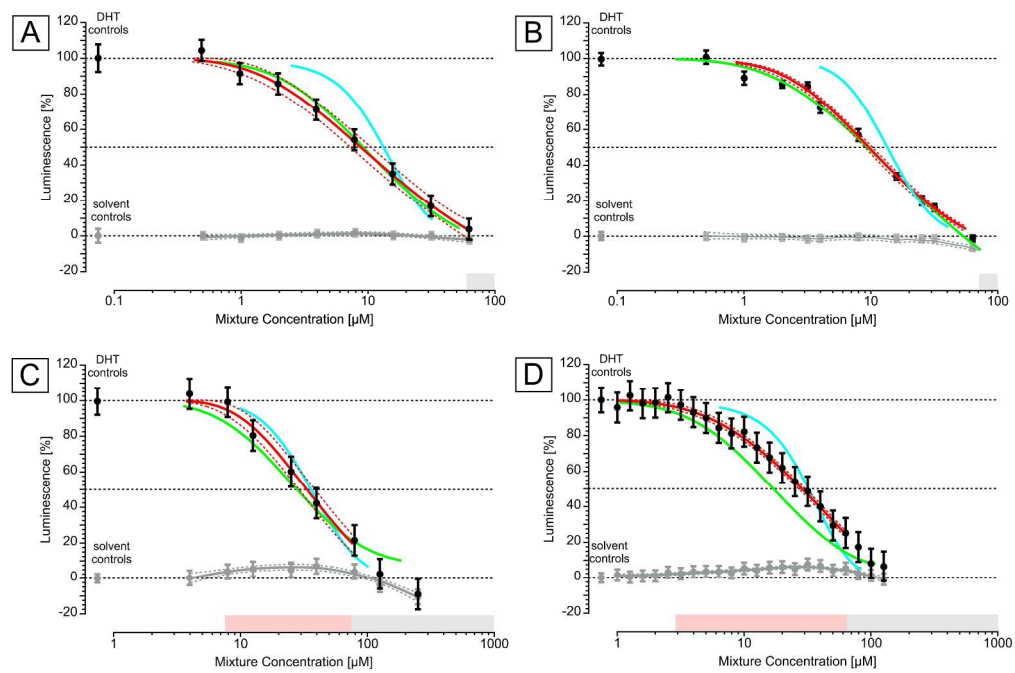 A
DHT
controls
120
100
80
60
40
20
0
-20
Luminescence [%]
solvent
controls
0.1
1
10
100
Mixture Concentration [µM]
B
DHT
controls
120
100
80
60
40
20
0
-20
Luminescence [%]
solvent
controls
0.1
1
10
100
Mixture Concentration [µM]
C
DHT
controls
120
100
80
60
40
20
0
-20
Luminescence [%]
solvent
controls
1
10
100
1000
Mixture Concentration [µM]
D
DHT
controls
120
100
80
60
40
20
0
-20
Luminescence [%]
solvent
controls
1
10
100
1000
Mixture Concentration [µM]